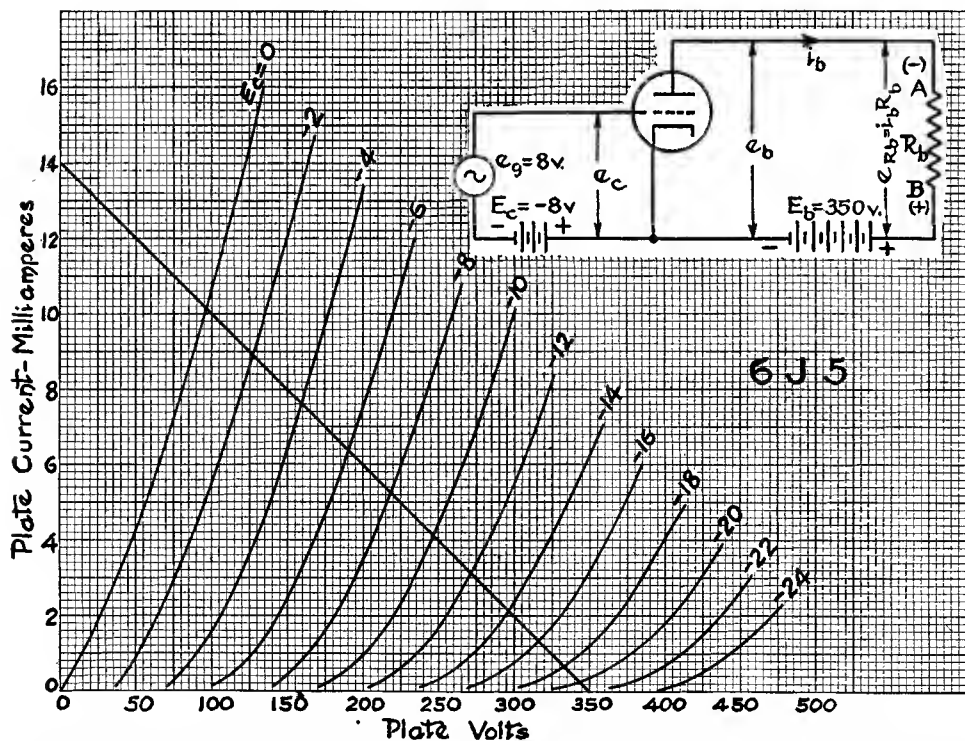 Plate Current-Milliamperes
16
14
12
10
8
6
4
2
0
0
50
100
150
200
250
300
350
400
450
500
Plate Volts
Ec=0
-2
-4
-6
-8
-10
-12
-14
-16
-18
-20
-22
-24
6J5
ib
(-)
A
eg=8v.
ec
eb
eRb=ibRb
Rb
B
(+)
Ec=-8v
- +
Eb=350v.
- +